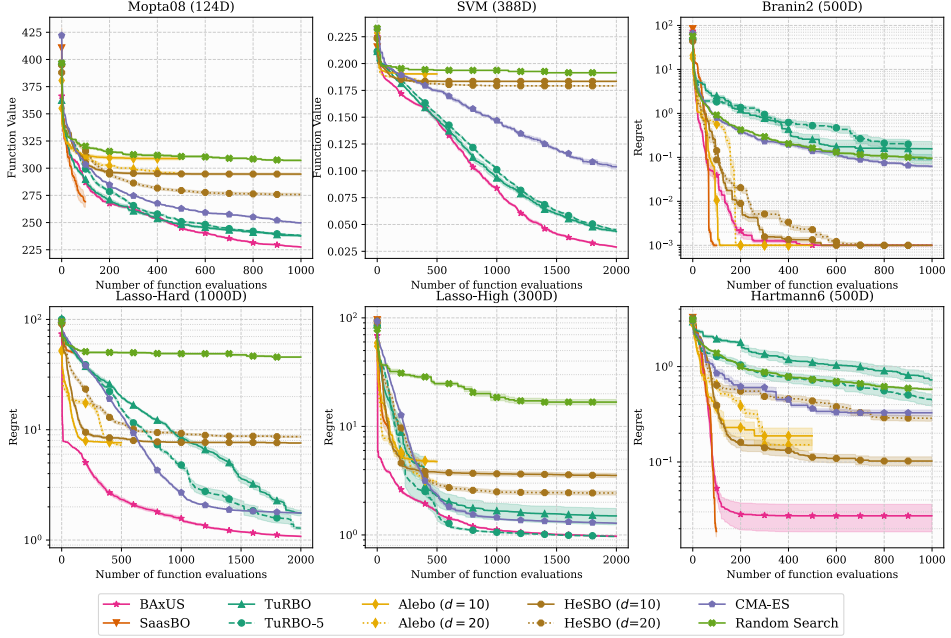 Mopta08 (124D)
SVM (388D)
Branin2 (500D)
Function Value
425
400
375
350
325
300
275
250
225
0 200 400 600 800 1000
Number of function evaluations
Function Value
0.225
0.200
0.175
0.150
0.125
0.100
0.075
0.050
0.025
0 500 1000 1500 2000
Number of function evaluations
Regret
10^2
10^1
10^0
10^−1
10^−2
10^−3
0 200 400 600 800 1000
Number of function evaluations
Lasso-Hard (1000D)
Lasso-High (300D)
Hartmann6 (500D)
Regret
10^2
10^1
10^0
0 500 1000 1500 2000
Number of function evaluations
Regret
10^2
10^1
10^0
0 500 1000 1500 2000
Number of function evaluations
Regret
10^0
10^−1
0 200 400 600 800 1000
Number of function evaluations
BAxUS TuRBO Alebo (d = 10) HeSBO (d=10) CMA-ES
SaasBO TuRBO-5 Alebo (d = 20) HeSBO (d=20) Random Search